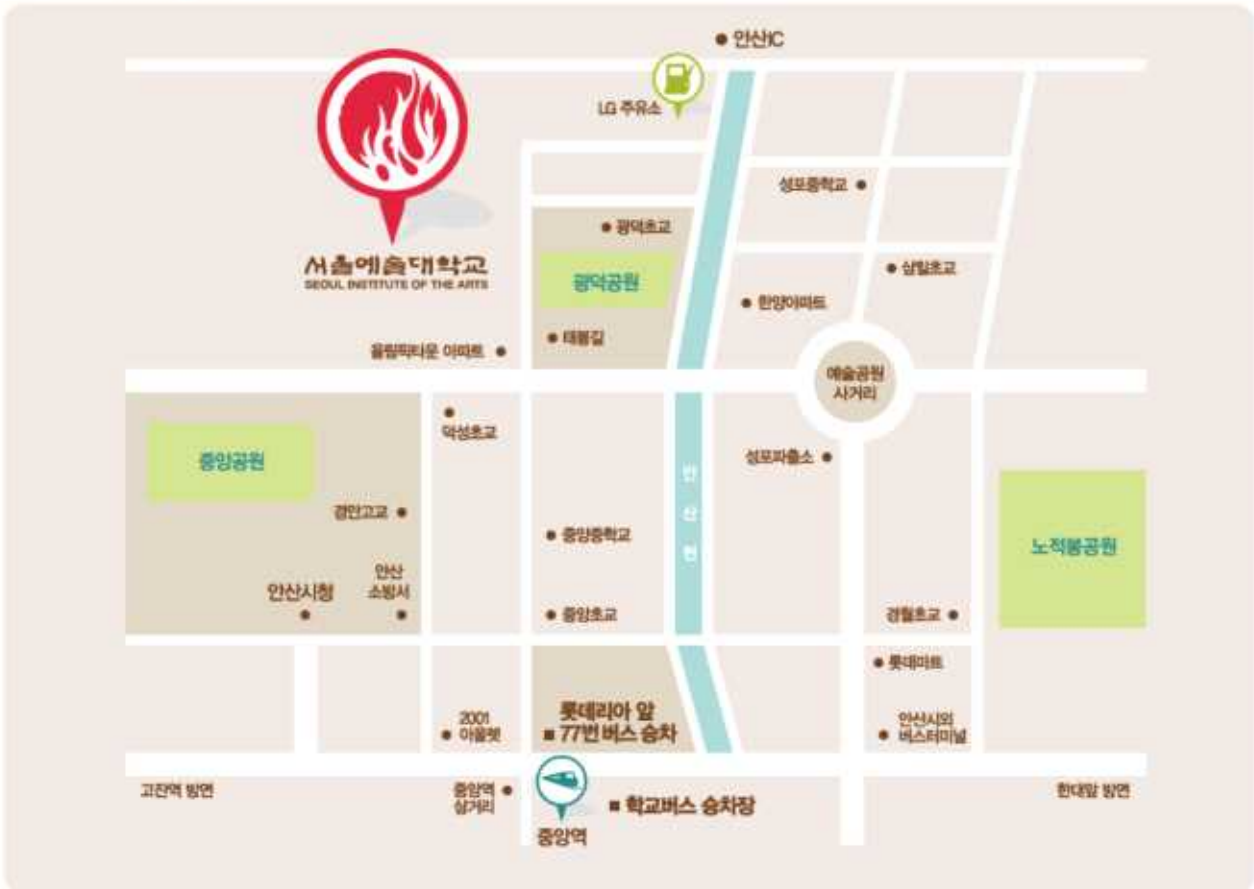 안산IC
LG 주유소
성포중학교
광덕초교
서울예술대학교
SEOUL INSTITUTE OF THE ARTS
삼일초교
광덕공원
한양아파트
태봉길
올림픽타운 아파트
예술공원
사거리
덕성초교
중앙공원
성포파출소
안
산
천
경안고교
중앙중학교
노적봉공원
안산
소방서
안산시청
중앙초교
경월초교
롯데마트
2001
아울렛
롯데리아 앞
77번 버스 승차
안산시외
버스터미널
고잔역 방면
중앙역
삼거리
학교버스 승차장
한대앞 방면
중앙역